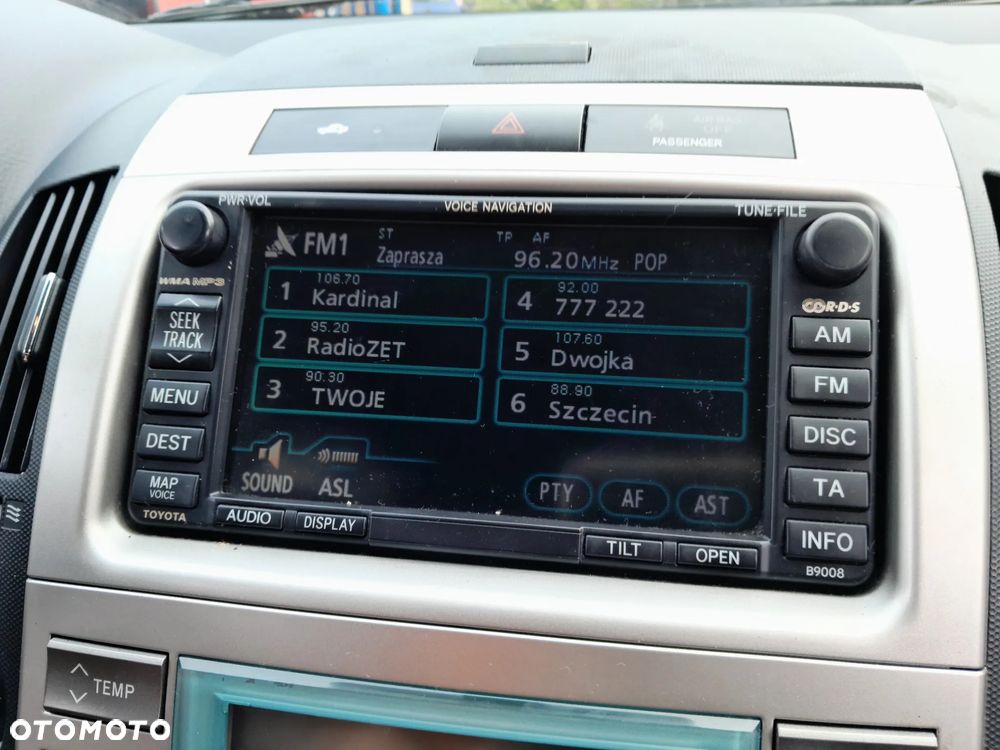 AIR BAG
OFF
PASSENGER
PWR·VOL
VOICE NAVIGATION
TUNE·FILE
FM1
ST
Zaprasza
TP AF
96.20MHz POP
WMA MP3
R·D·S
SEEK
TRACK
MENU
DEST
MAP
VOICE
TOYOTA
106.70
1 Kardinal
95.20
2 RadioZET
90.30
3 TWOJE
92.00
4 777 222
107.60
5 Dwojka
88.90
6 Szczecin
SOUND
ASL
PTY
AF
AST
AM
FM
DISC
TA
INFO
B9008
AUDIO
DISPLAY
TILT
OPEN
TEMP
OTOMOTO